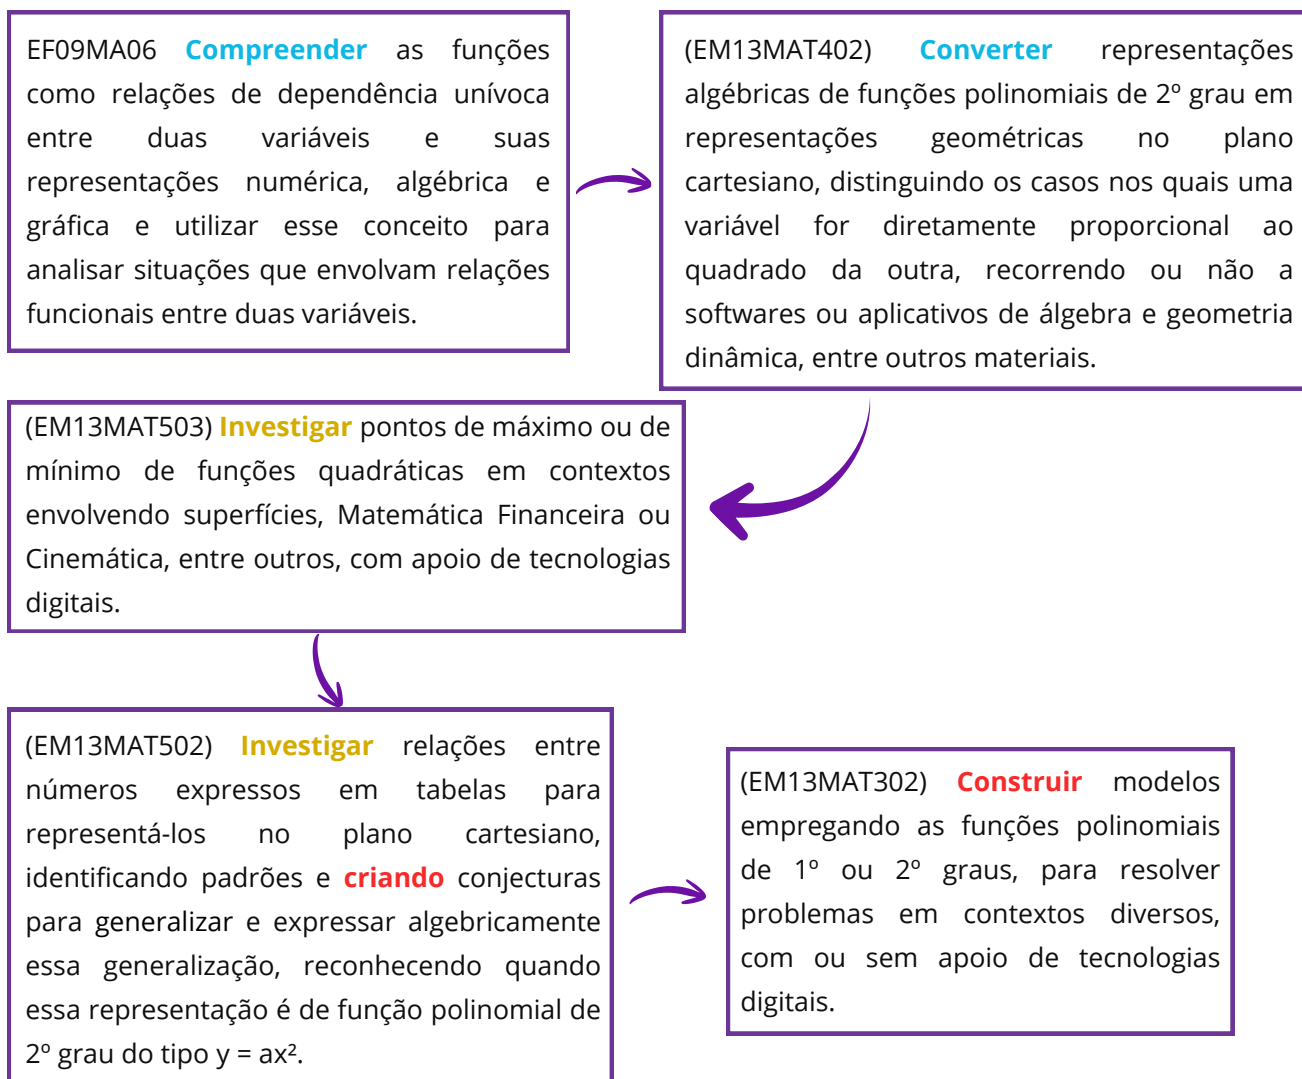 EF09MA06 Compreender as funções
como relações de dependência unívoca
entre duas variáveis e suas
representações numérica, algébrica e
gráfica e utilizar esse conceito para
analisar situações que envolvam relações
funcionais entre duas variáveis.
(EM13MAT402) Converter representações
algébricas de funções polinomiais de 2º grau em
representações geométricas no plano
cartesiano, distinguindo os casos nos quais uma
variável for diretamente proporcional ao
quadrado da outra, recorrendo ou não a
softwares ou aplicativos de álgebra e geometria
dinâmica, entre outros materiais.
(EM13MAT503) Investigar pontos de máximo ou de
mínimo de funções quadráticas em contextos
envolvendo superfícies, Matemática Financeira ou
Cinemática, entre outros, com apoio de tecnologias
digitais.
(EM13MAT502) Investigar relações entre
números expressos em tabelas para
representá-los no plano cartesiano,
identificando padrões e criando conjecturas
para generalizar e expressar algebricamente
essa generalização, reconhecendo quando
essa representação é de função polinomial de
2º grau do tipo y = ax².
(EM13MAT302) Construir modelos
empregando as funções polinomiais
de 1º ou 2º graus, para resolver
problemas em contextos diversos,
com ou sem apoio de tecnologias
digitais.